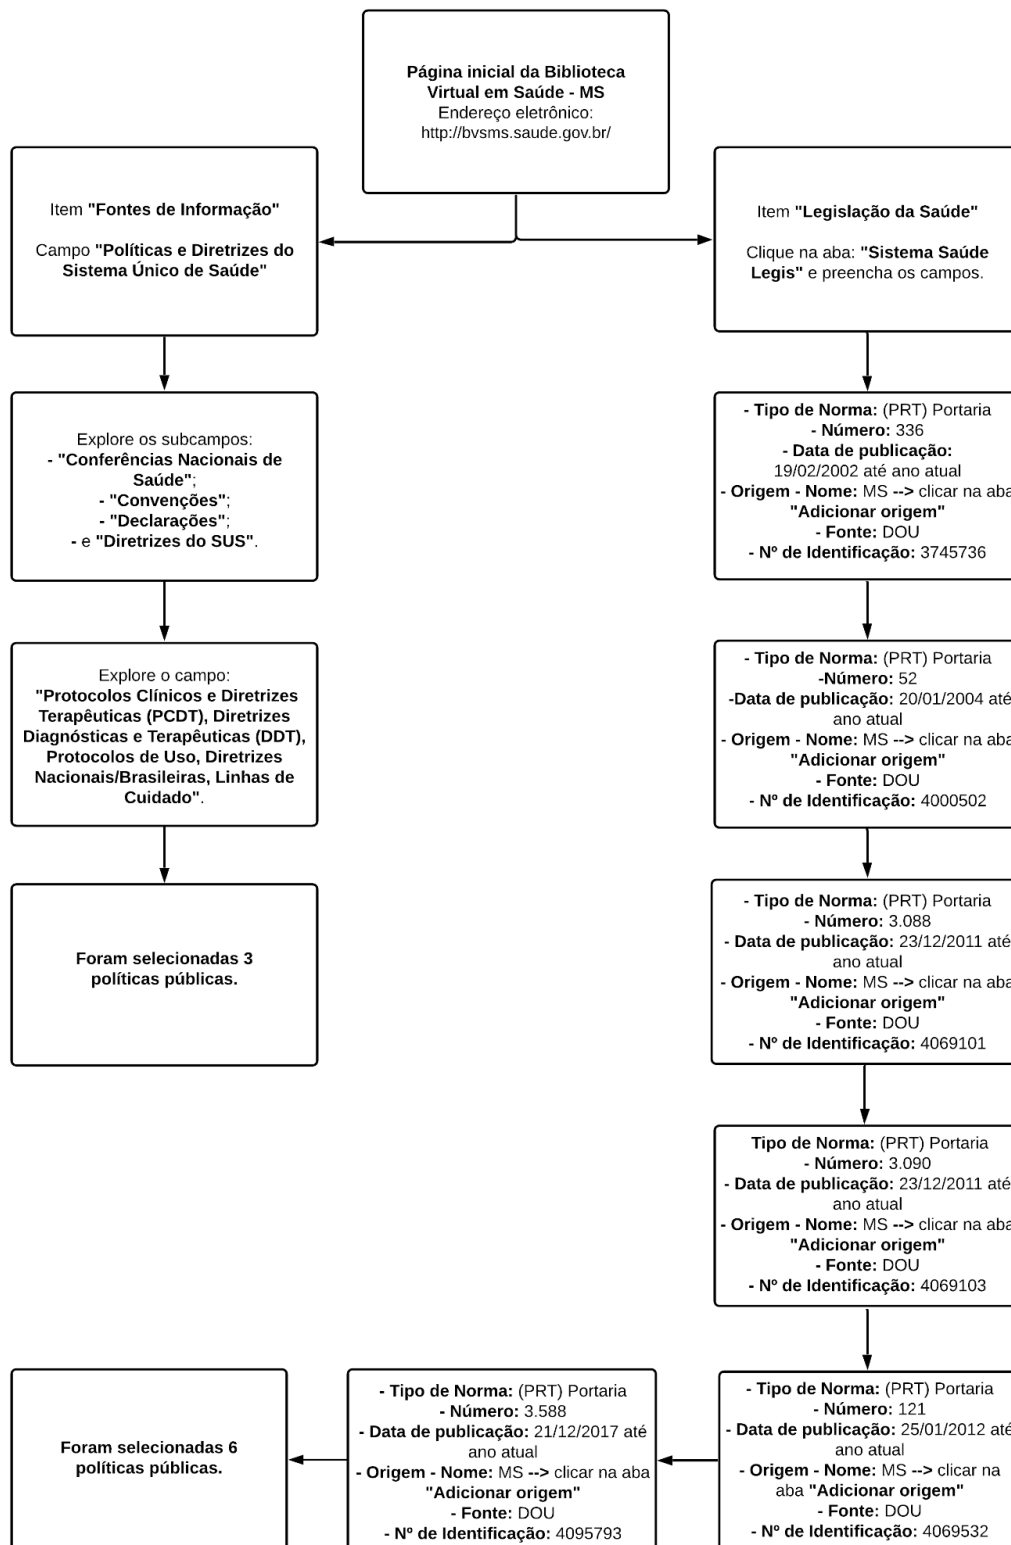 Página inicial da Biblioteca
Virtual em Saúde - MS
Endereço eletrônico:
http://bvsms.saude.gov.br/
Item "Fontes de Informação"
Campo "Políticas e Diretrizes do
Sistema Único de Saúde"
Explore os subcampos:
- "Conferências Nacionais de
Saúde";
- "Convenções";
- "Declarações";
- e "Diretrizes do SUS".
Explore o campo:
"Protocolos Clínicos e Diretrizes
Terapêuticas (PCDT), Diretrizes
Diagnósticas e Terapêuticas (DDT),
Protocolos de Uso, Diretrizes
Nacionais/Brasileiras, Linhas de
Cuidado".
Foram selecionadas 3
políticas públicas.
Item "Legislação da Saúde"
Clique na aba: "Sistema Saúde
Legis" e preencha os campos.
- Tipo de Norma: (PRT) Portaria
- Número: 336
- Data de publicação:
19/02/2002 até ano atual
- Origem - Nome: MS --> clicar na aba
"Adicionar origem"
- Fonte: DOU
- Nº de Identificação: 3745736
- Tipo de Norma: (PRT) Portaria
-Número: 52
-Data de publicação: 20/01/2004 até
ano atual
- Origem - Nome: MS --> clicar na aba
"Adicionar origem"
- Fonte: DOU
- Nº de Identificação: 4000502
- Tipo de Norma: (PRT) Portaria
- Número: 3.088
- Data de publicação: 23/12/2011 até
ano atual
- Origem - Nome: MS --> clicar na aba
"Adicionar origem"
- Fonte: DOU
- Nº de Identificação: 4069101
Tipo de Norma: (PRT) Portaria
- Número: 3.090
- Data de publicação: 23/12/2011 até
ano atual
- Origem - Nome: MS --> clicar na aba
"Adicionar origem"
- Fonte: DOU
- Nº de Identificação: 4069103
- Tipo de Norma: (PRT) Portaria
- Número: 121
- Data de publicação: 25/01/2012 até
ano atual
- Origem - Nome: MS --> clicar na
aba "Adicionar origem"
- Fonte: DOU
- Nº de Identificação: 4069532
- Tipo de Norma: (PRT) Portaria
- Número: 3.588
- Data de publicação: 21/12/2017 até
ano atual
- Origem - Nome: MS --> clicar na aba
"Adicionar origem"
- Fonte: DOU
- Nº de Identificação: 4095793
Foram selecionadas 6
políticas públicas.